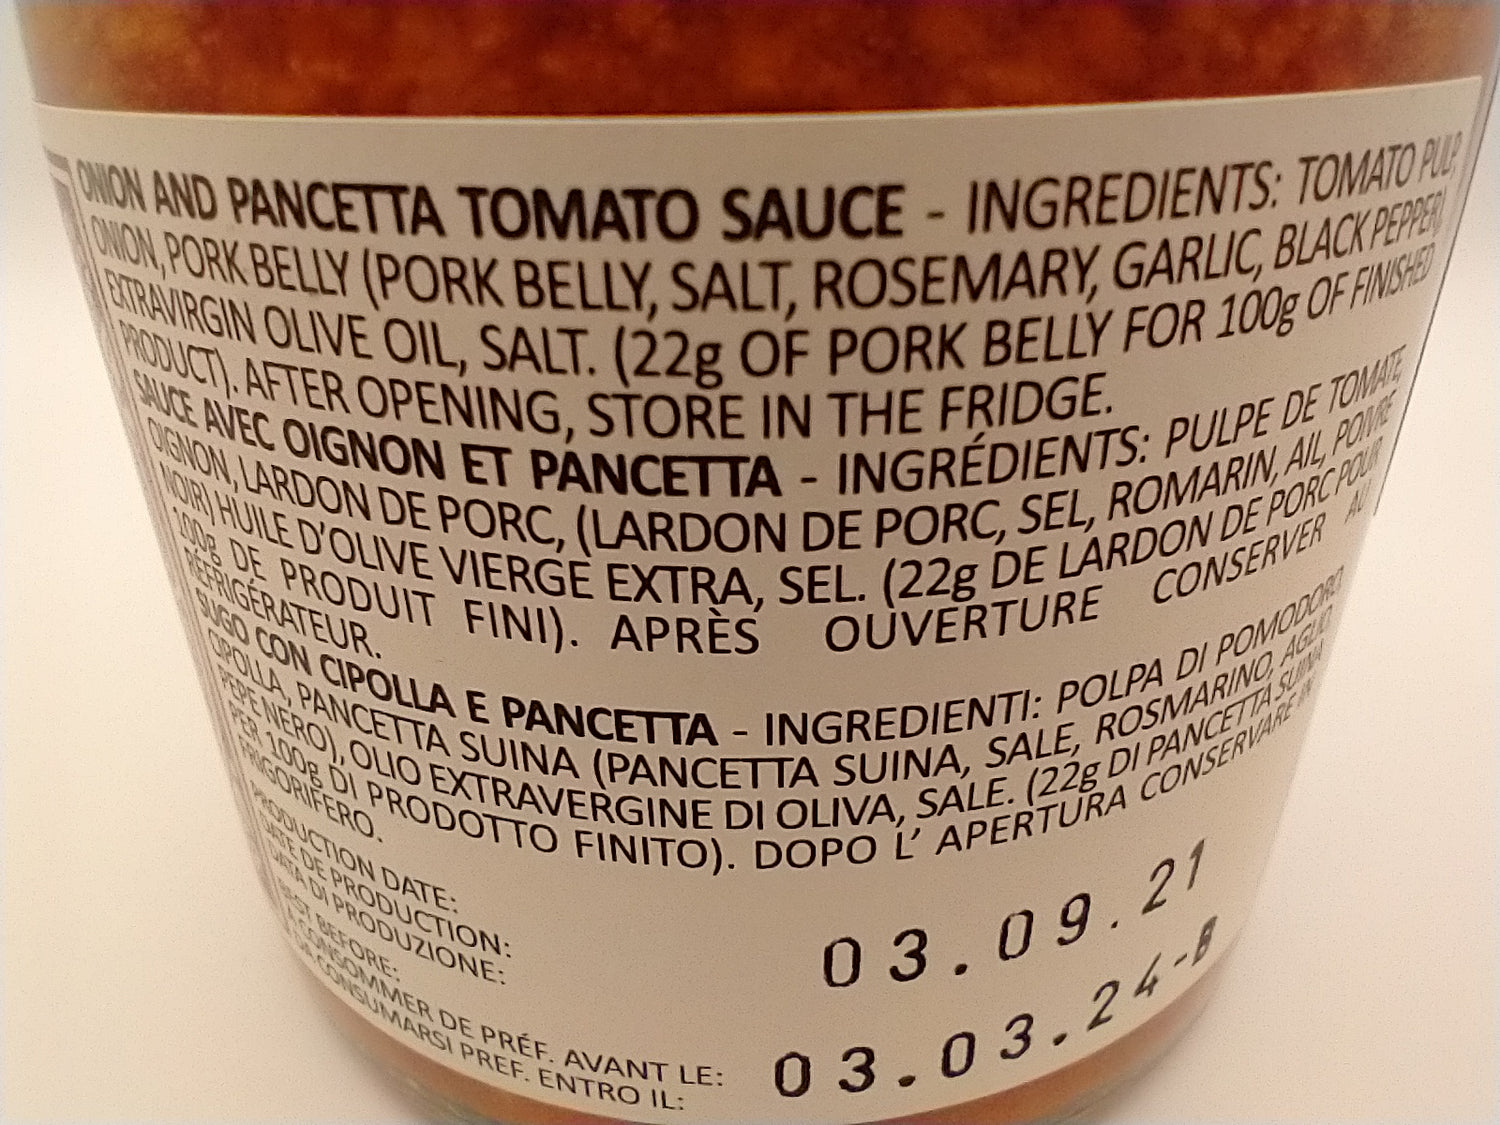 ONION AND PANCETTA TOMATO SAUCE - INGREDIENTS: TOMATO PULP,
ONION, PORK BELLY (PORK BELLY, SALT, ROSEMARY, GARLIC, BLACK PEPPER)
EXTRAVIRGIN OLIVE OIL, SALT. (22g OF PORK BELLY FOR 100g OF FINISHED
PRODUCT). AFTER OPENING, STORE IN THE FRIDGE.
SAUCE AVEC OIGNON ET PANCETTA - INGRÉDIENTS: PULPE DE TOMATE,
OIGNON, LARDON DE PORC, (LARDON DE PORC, SEL, ROMARIN, AIL, POIVRE
NOIR) HUILE D'OLIVE VIERGE EXTRA, SEL. (22g DE LARDON DE PORC POUR
100g DE PRODUIT FINI). APRÈS OUVERTURE CONSERVER AU
RÉFRIGÉRATEUR.
SUGO CON CIPOLLA E PANCETTA - INGREDIENTI: POLPA DI POMODORO,
CIPOLLA, PANCETTA SUINA (PANCETTA SUINA, SALE, ROSMARINO, AGLIO,
PEPE NERO), OLIO EXTRAVERGINE DI OLIVA, SALE. (22g DI PANCETTA SUINA
PER 100g DI PRODOTTO FINITO). DOPO L' APERTURA CONSERVARE IN
FRIGORIFERO.
PRODUCTION DATE:
DATE DE PRODUCTION:
DATA DI PRODUZIONE:
03.09.21
BEST BEFORE:
À CONSOMMER DE PRÉF. AVANT LE:
DA CONSUMARSI PREF. ENTRO IL:
03.03.24-B